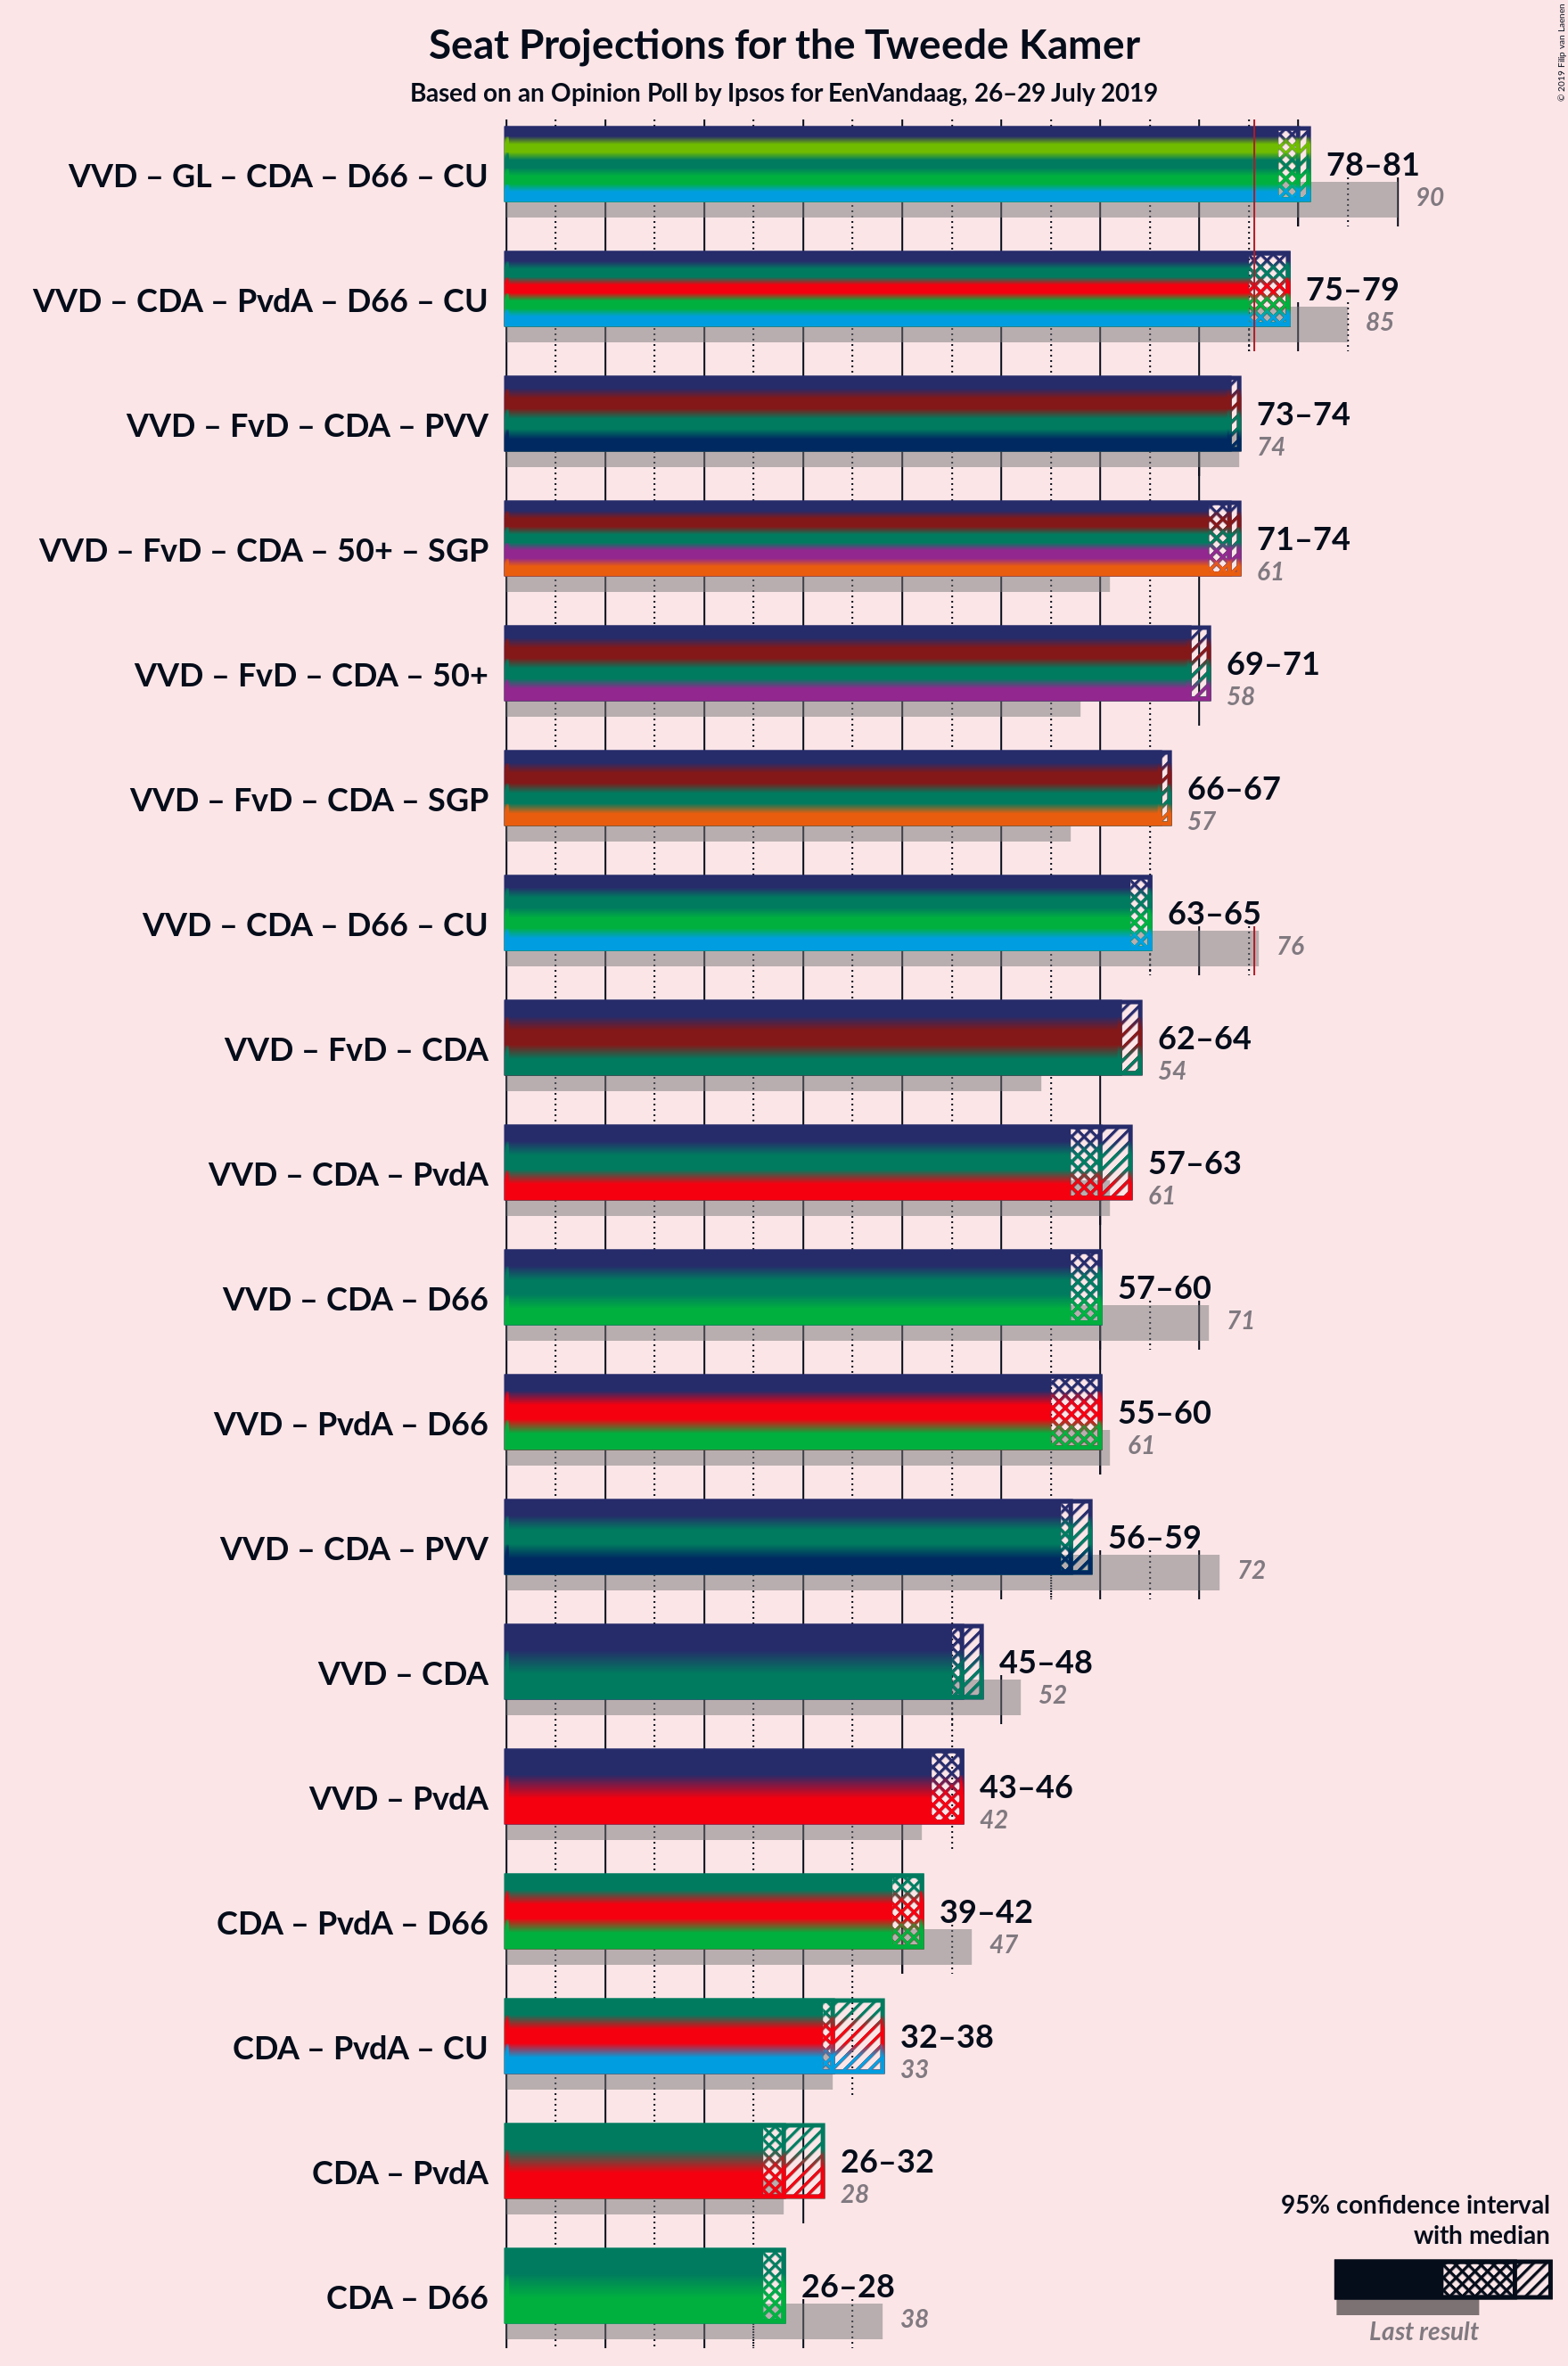 Seat Projections for the Tweede Kamer
Based on an Opinion Poll by Ipsos for EenVandaag, 26–29 July 2019
© 2019 Filip van Laenen
VVD – GL – CDA – D66 – CU
78–81
90
VVD – CDA – PvdA – D66 – CU
75–79
85
VVD – FvD – CDA – PVV
73–74
74
VVD – FvD – CDA – 50+ – SGP
71–74
61
VVD – FvD – CDA – 50+
69–71
58
VVD – FvD – CDA – SGP
66–67
57
VVD – CDA – D66 – CU
63–65
76
VVD – FvD – CDA
62–64
54
VVD – CDA – PvdA
57–63
61
VVD – CDA – D66
57–60
71
VVD – PvdA – D66
55–60
61
VVD – CDA – PVV
56–59
72
VVD – CDA
45–48
52
VVD – PvdA
43–46
42
CDA – PvdA – D66
39–42
47
CDA – PvdA – CU
32–38
33
CDA – PvdA
26–32
28
CDA – D66
26–28
38
95% confidence interval
with median
Last result